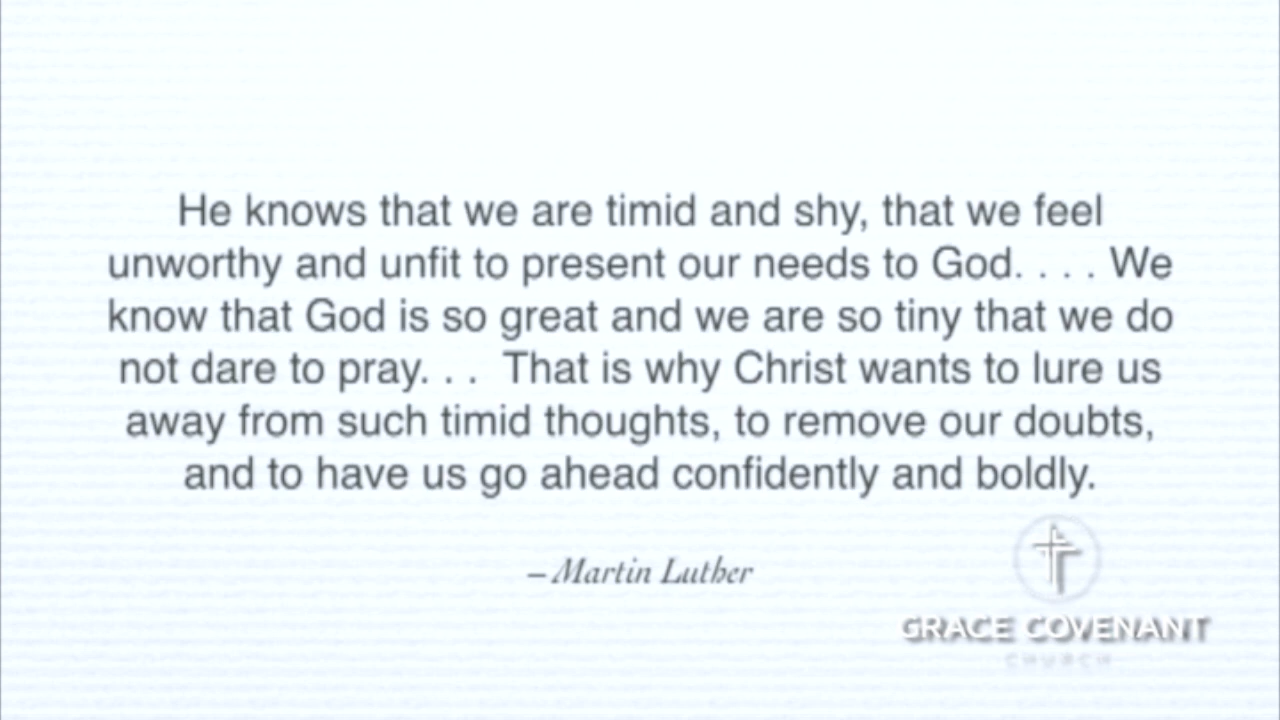 He knows that we are timid and shy, that we feel
unworthy and unfit to present our needs to God. . . . We
know that God is so great and we are so tiny that we do
not dare to pray. . .  That is why Christ wants to lure us
away from such timid thoughts, to remove our doubts,
and to have us go ahead confidently and boldly.
– Martin Luther
GRACE COVENANT
CHURCH